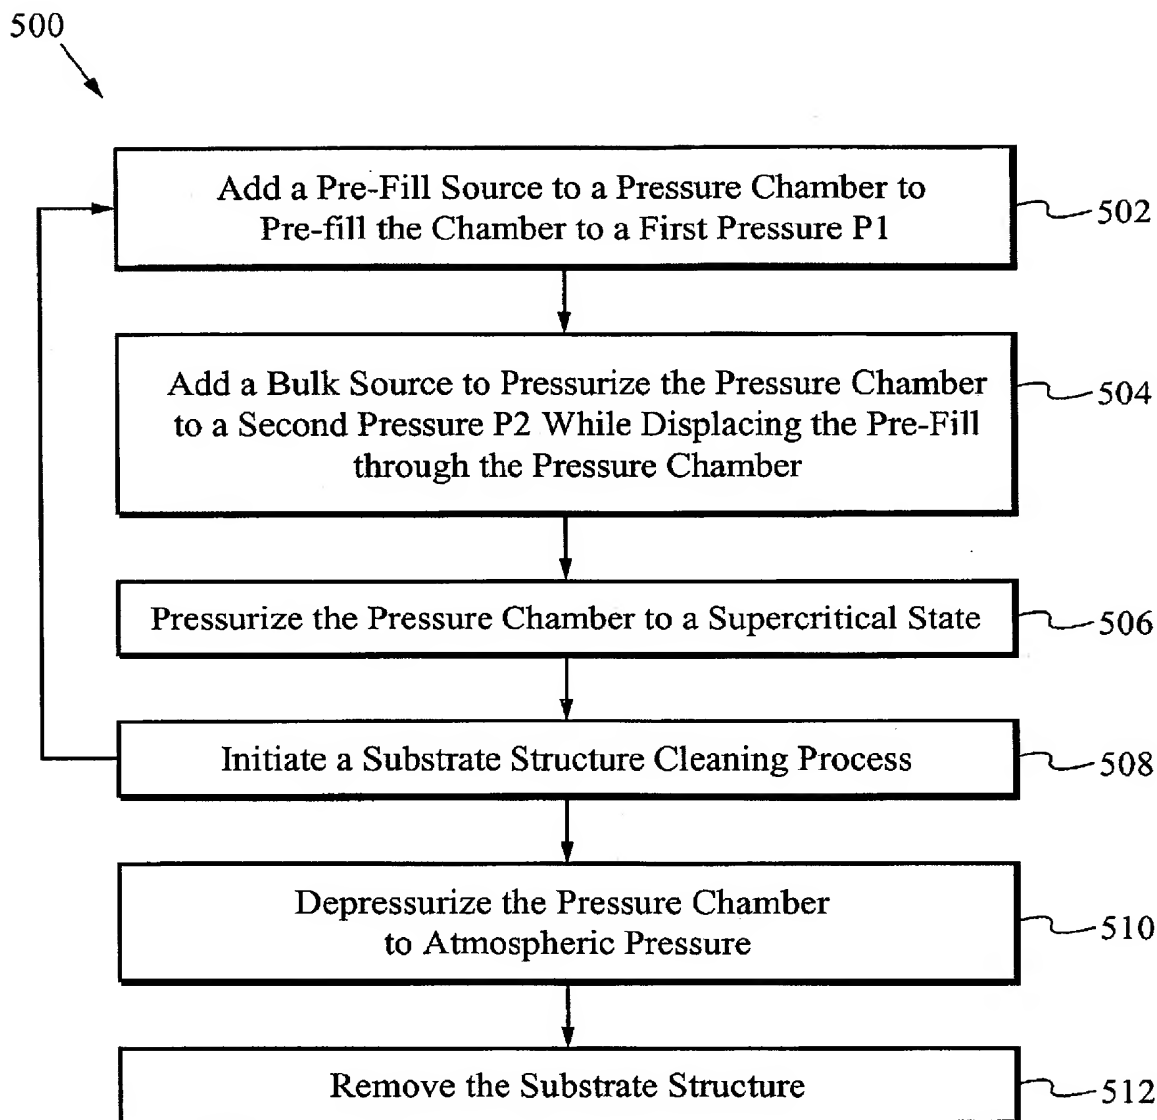 500
Add a Pre-Fill Source to a Pressure Chamber to
Pre-fill the Chamber to a First Pressure P1
502
Add a Bulk Source to Pressurize the Pressure Chamber
to a Second Pressure P2 While Displacing the Pre-Fill
through the Pressure Chamber
504
Pressurize the Pressure Chamber to a Supercritical State
506
Initiate a Substrate Structure Cleaning Process
508
Depressurize the Pressure Chamber
to Atmospheric Pressure
510
Remove the Substrate Structure
512